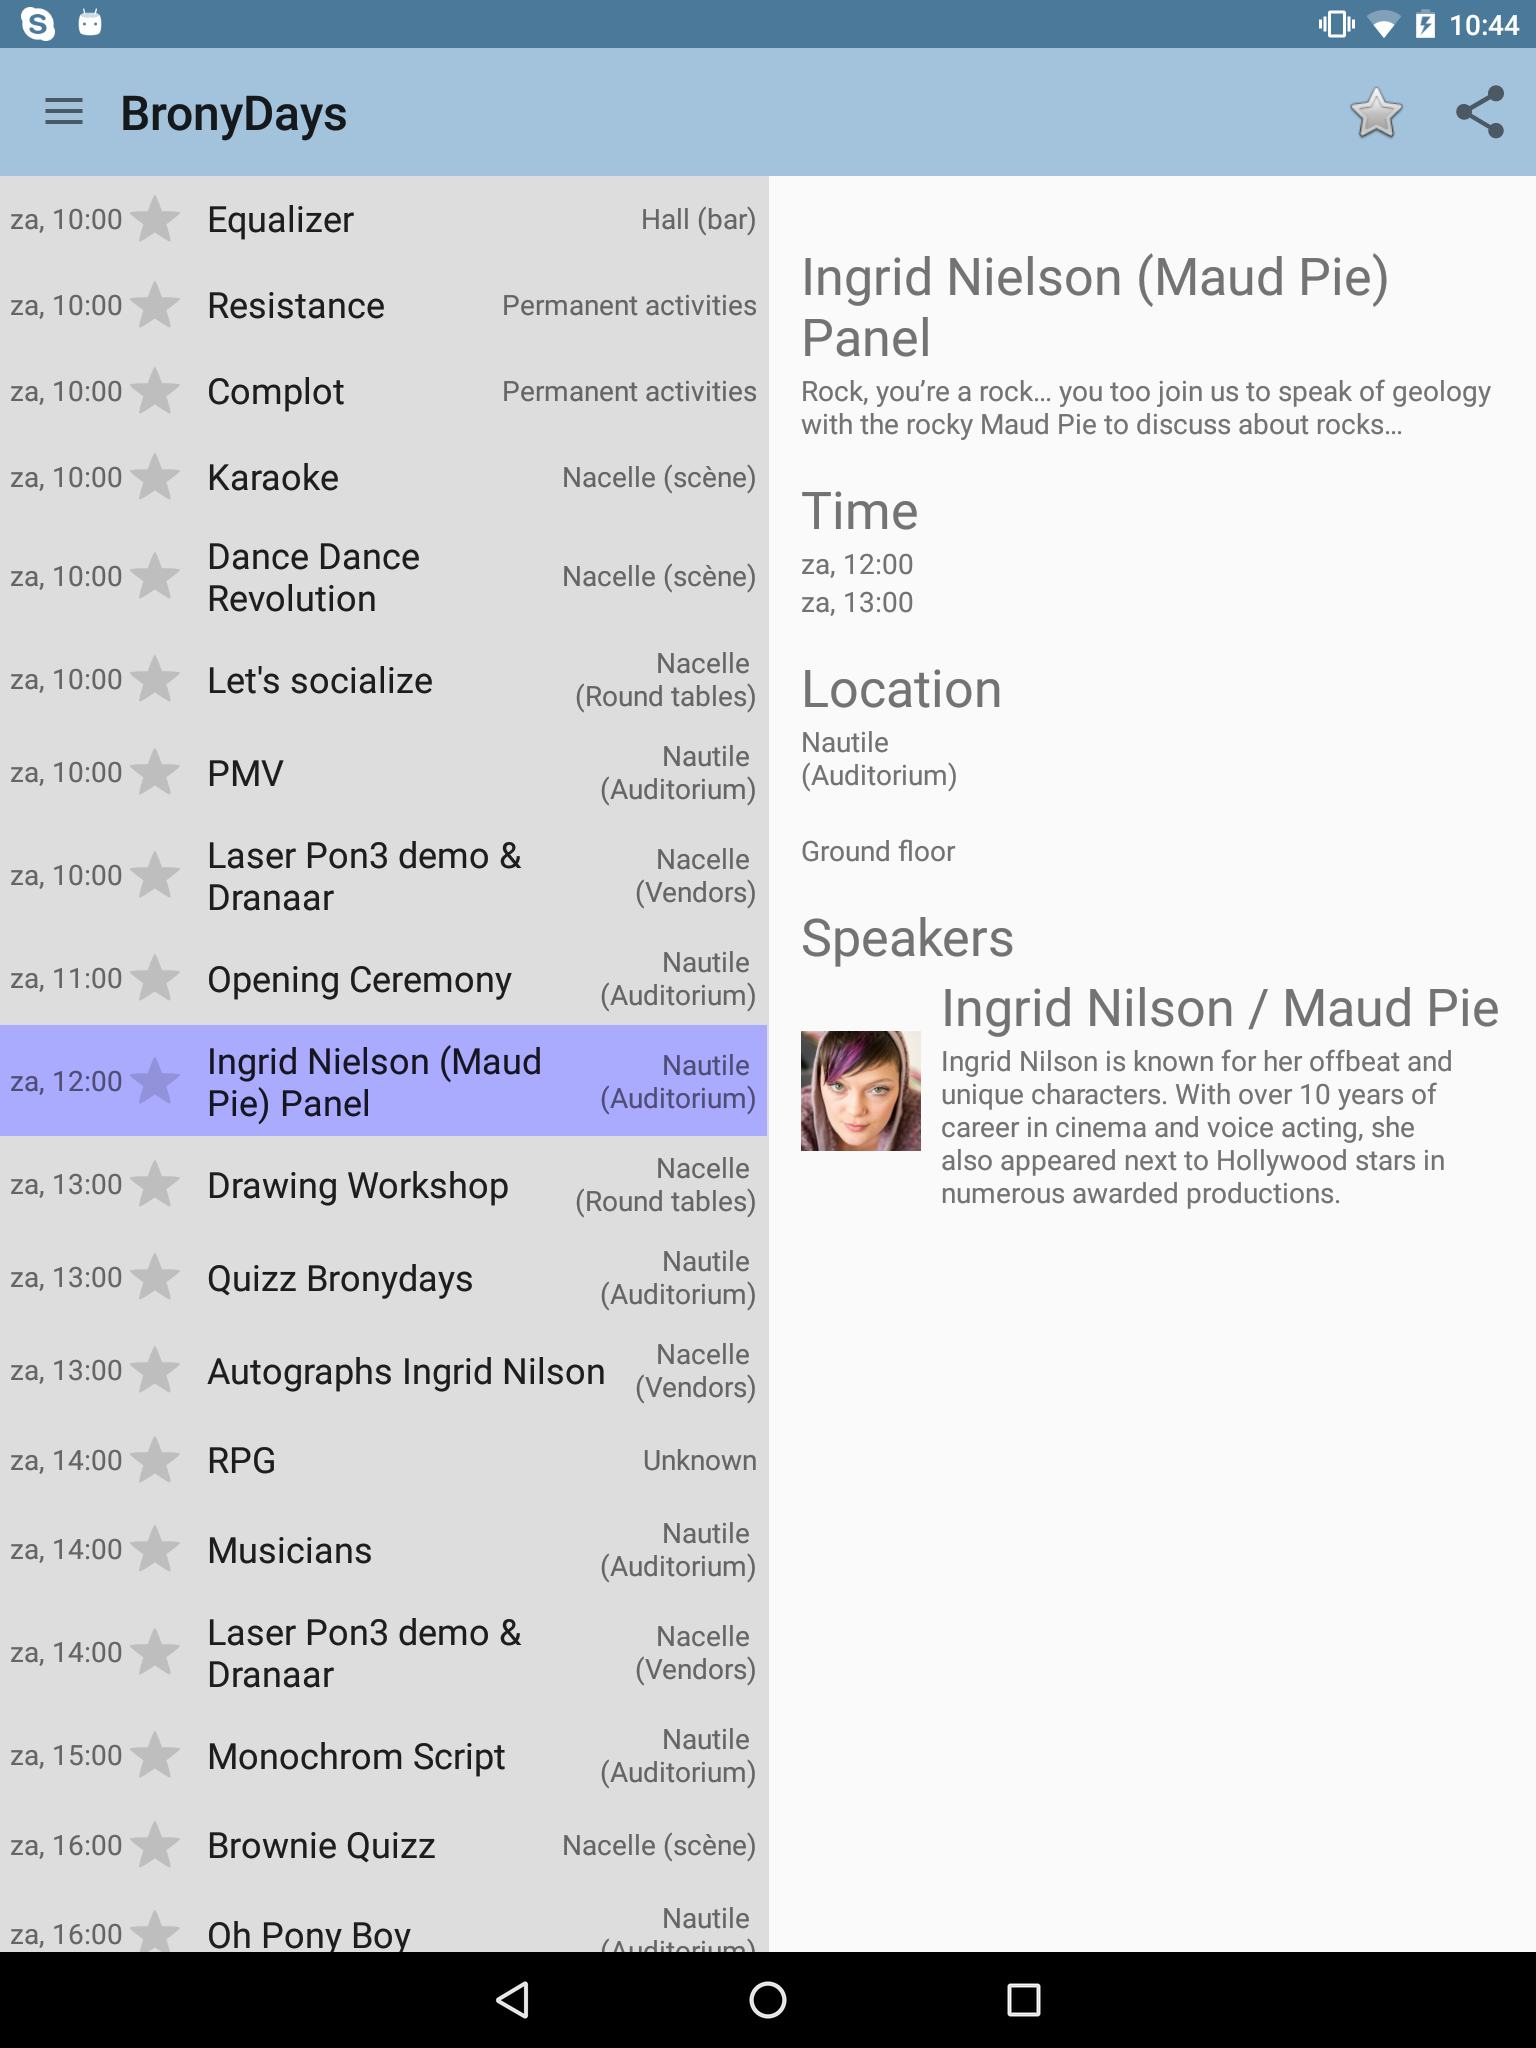 10:44
BronyDays
za, 10:00 Equalizer Hall (bar)
za, 10:00 Resistance Permanent activities
za, 10:00 Complot Permanent activities
za, 10:00 Karaoke Nacelle (scène)
za, 10:00 Dance Dance Nacelle (scène)
Revolution
za, 10:00 Let's socialize Nacelle
(Round tables)
za, 10:00 PMV Nautile
(Auditorium)
za, 10:00 Laser Pon3 demo & Nacelle
Dranaar (Vendors)
za, 11:00 Opening Ceremony Nautile
(Auditorium)
za, 12:00 Ingrid Nielson (Maud Nautile
Pie) Panel (Auditorium)
za, 13:00 Drawing Workshop Nacelle
(Round tables)
za, 13:00 Quizz Bronydays Nautile
(Auditorium)
za, 13:00 Autographs Ingrid Nilson Nacelle
(Vendors)
za, 14:00 RPG Unknown
za, 14:00 Musicians Nautile
(Auditorium)
za, 14:00 Laser Pon3 demo & Nacelle
Dranaar (Vendors)
za, 15:00 Monochrom Script Nautile
(Auditorium)
za, 16:00 Brownie Quizz Nacelle (scène)
za, 16:00 Oh Pony Boy Nautile
(Auditorium)
Ingrid Nielson (Maud Pie)
Panel
Rock, you’re a rock… you too join us to speak of geology
with the rocky Maud Pie to discuss about rocks…
Time
za, 12:00
za, 13:00
Location
Nautile
(Auditorium)
Ground floor
Speakers
Ingrid Nilson / Maud Pie
Ingrid Nilson is known for her offbeat and
unique characters. With over 10 years of
career in cinema and voice acting, she
also appeared next to Hollywood stars in
numerous awarded productions.